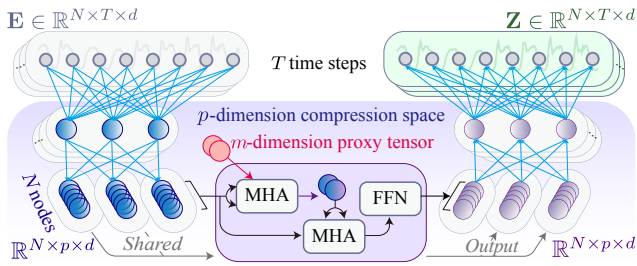 𝐄 ∈ ℝ^{N×T×d}
𝐙 ∈ ℝ^{N×T×d}
T time steps
p-dimension compression space
m-dimension proxy tensor
N nodes
MHA
FFN
MHA
ℝ^{N×p×d}
Shared
Output
ℝ^{N×p×d}